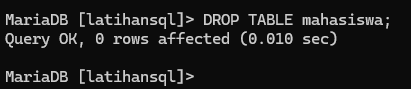 MariaDB [latihansql]> DROP TABLE mahasiswa;
Query OK, 0 rows affected (0.010 sec)
MariaDB [latihansql]>